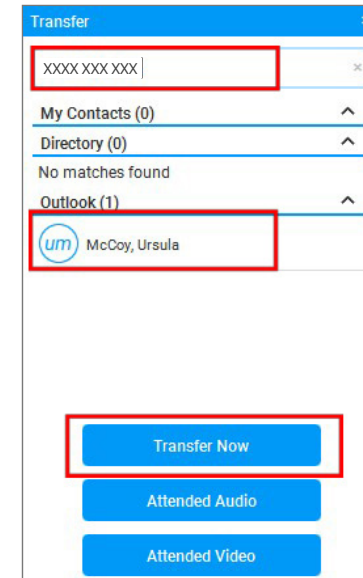 Transfer
XXXX XXX XXX
My Contacts (0)
Directory (0)
No matches found
Outlook (1)
um McCoy, Ursula
Transfer Now
Attended Audio
Attended Video